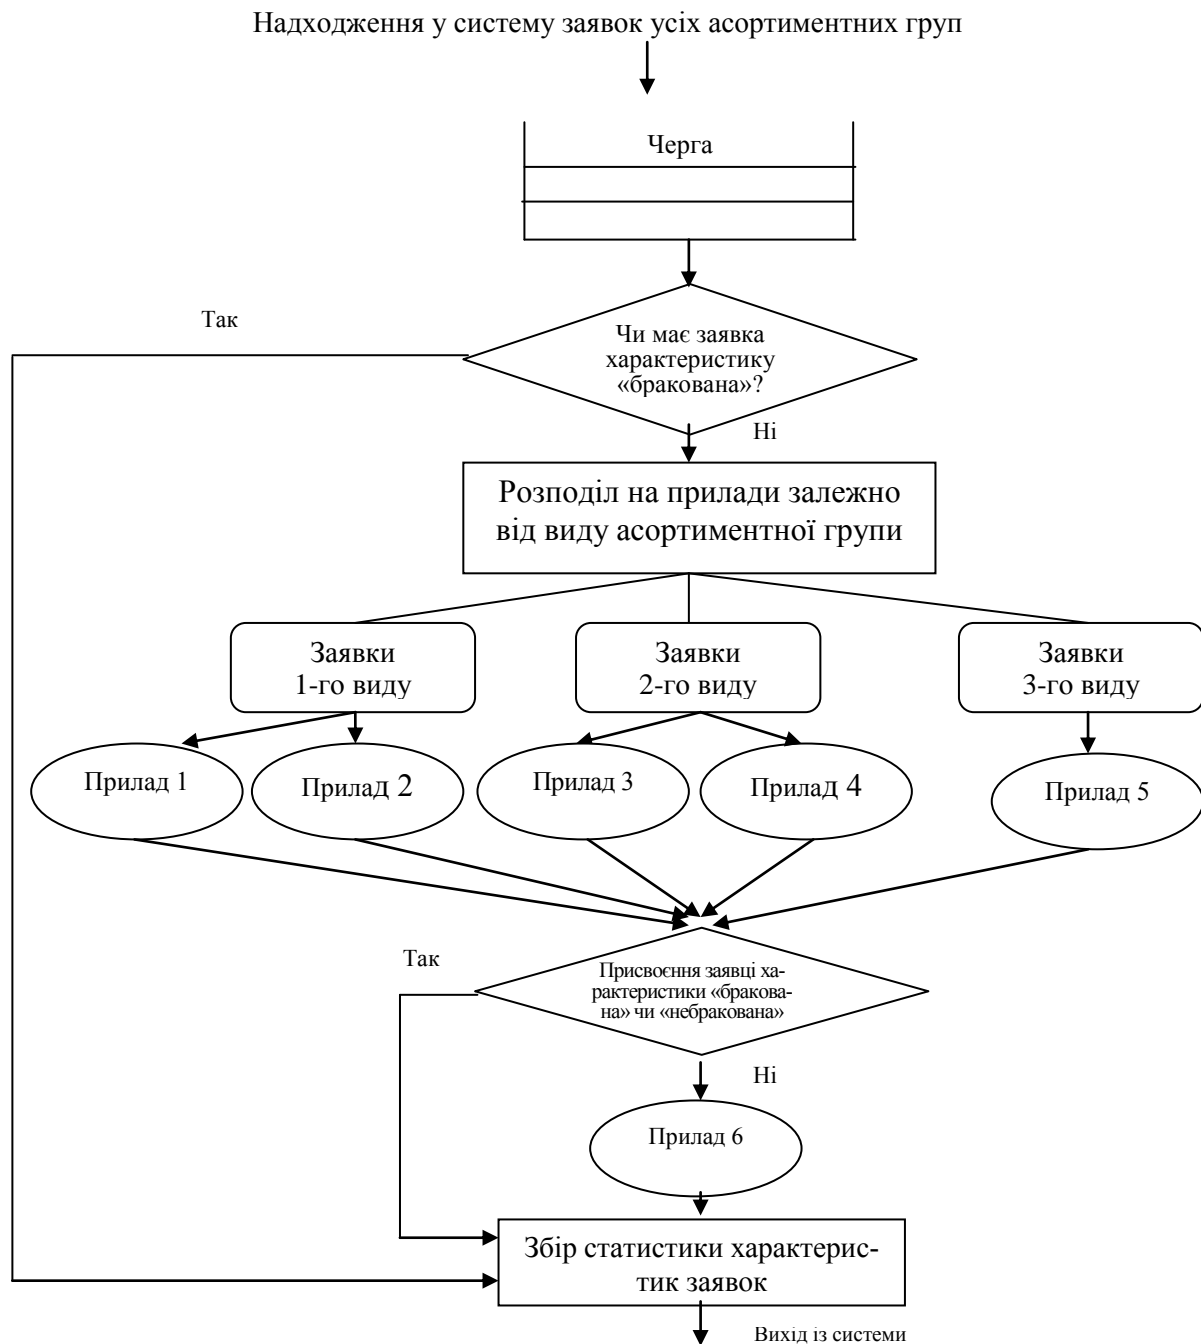 Надходження у систему заявок усіх асортиментних груп
Черга
Так
Чи має заявка
характеристику
«бракована»?
Ні
Розподіл на прилади залежно
від виду асортиментної групи
Заявки
1-го виду
Заявки
2-го виду
Заявки
3-го виду
Прилад 1
Прилад 2
Прилад 3
Прилад 4
Прилад 5
Так
Присвоєння заявці ха-
рактеристики «бракова-
на» чи «небракована»
Ні
Прилад 6
Збір статистики характерис-
тик заявок
Вихід із системи